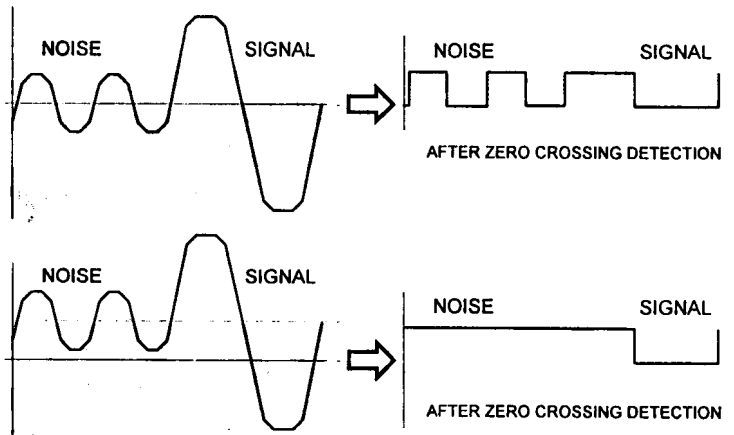 NOISE SIGNAL NOISE SIGNAL
AFTER ZERO CROSSING DETECTION
NOISE SIGNAL NOISE SIGNAL
AFTER ZERO CROSSING DETECTION